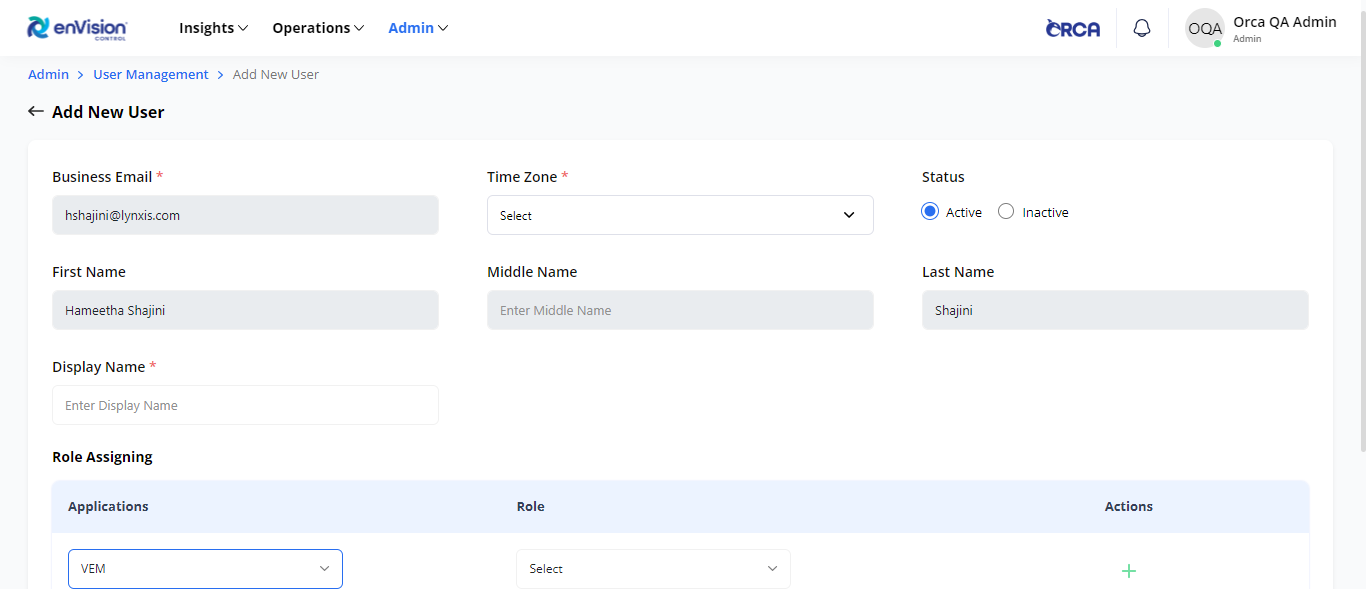 enVision CONTROL Insights Operations Admin ORCA OQA Orca QA Admin
Admin
Admin > User Management > Add New User
← Add New User
Business Email * Time Zone * Status
hshajini@lynxis.com Select Active Inactive
First Name Middle Name Last Name
Hameetha Shajini Enter Middle Name Shajini
Display Name *
Enter Display Name
Role Assigning
Applications Role Actions
VEM Select +